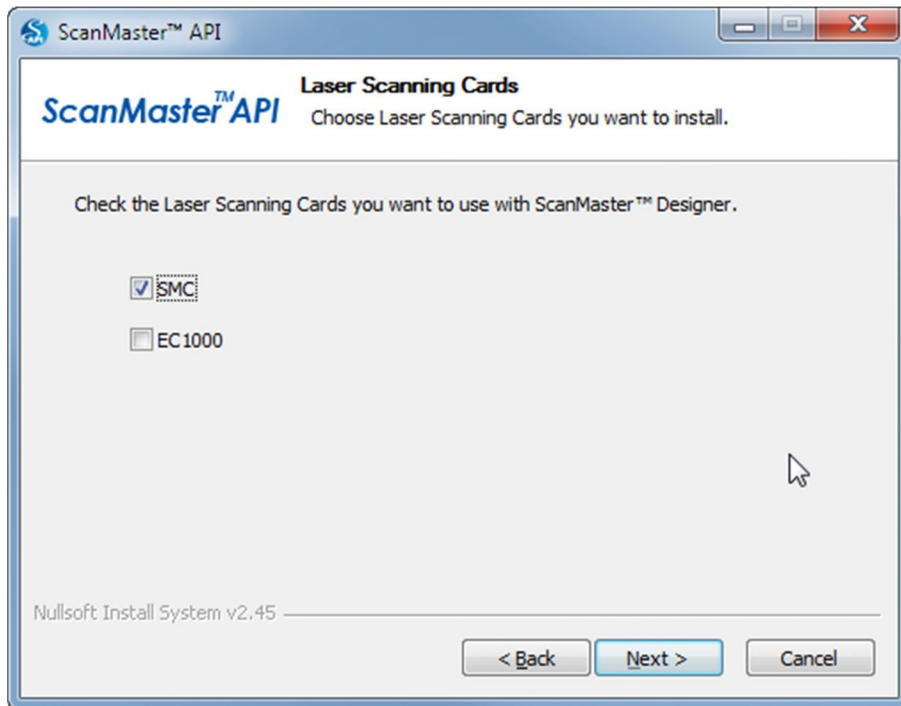 ScanMaster™ API
ScanMaster™API
Laser Scanning Cards
Choose Laser Scanning Cards you want to install.
Check the Laser Scanning Cards you want to use with ScanMaster™ Designer.
SMC
EC1000
Nullsoft Install System v2.45
< Back
Next >
Cancel